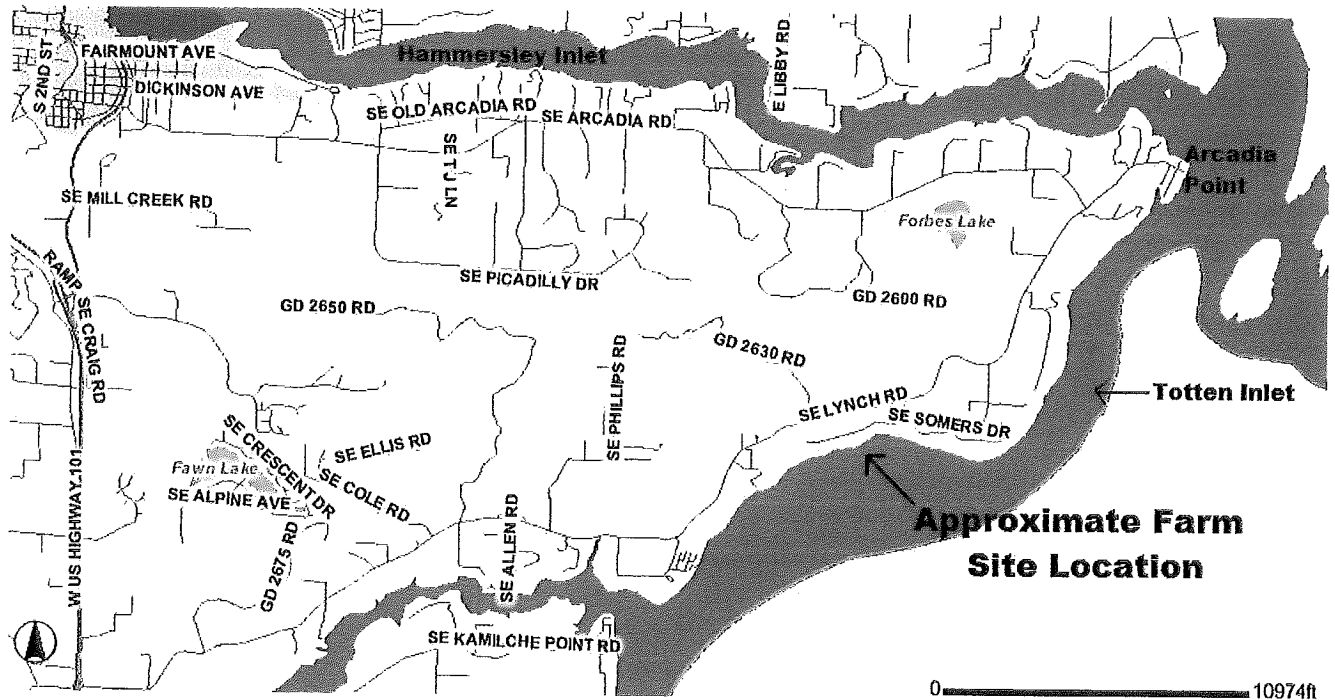 FAIRMOUNT AVE
S 2ND ST
DICKINSON AVE
Hammersley Inlet
E LIBBY RD
SE OLD ARCADIA RD
SE ARCADIA RD
SE T J LN
Arcadia
Point
SE MILL CREEK RD
Forbes Lake
RAMP
SE CRAIG RD
SE PICADILLY DR
GD 2600 RD
GD 2650 RD
GD 2630 RD
SE PHILLIPS RD
Totten Inlet
SE LYNCH RD
SE SOMERS DR
SE CRESCENT DR
SE ELLIS RD
Fawn Lake
SE COLE RD
SE ALPINE AVE
W US HIGHWAY 101
GD 2675 RD
SE ALLEN RD
Approximate Farm
Site Location
SE KAMILCHE POINT RD
0 10974ft